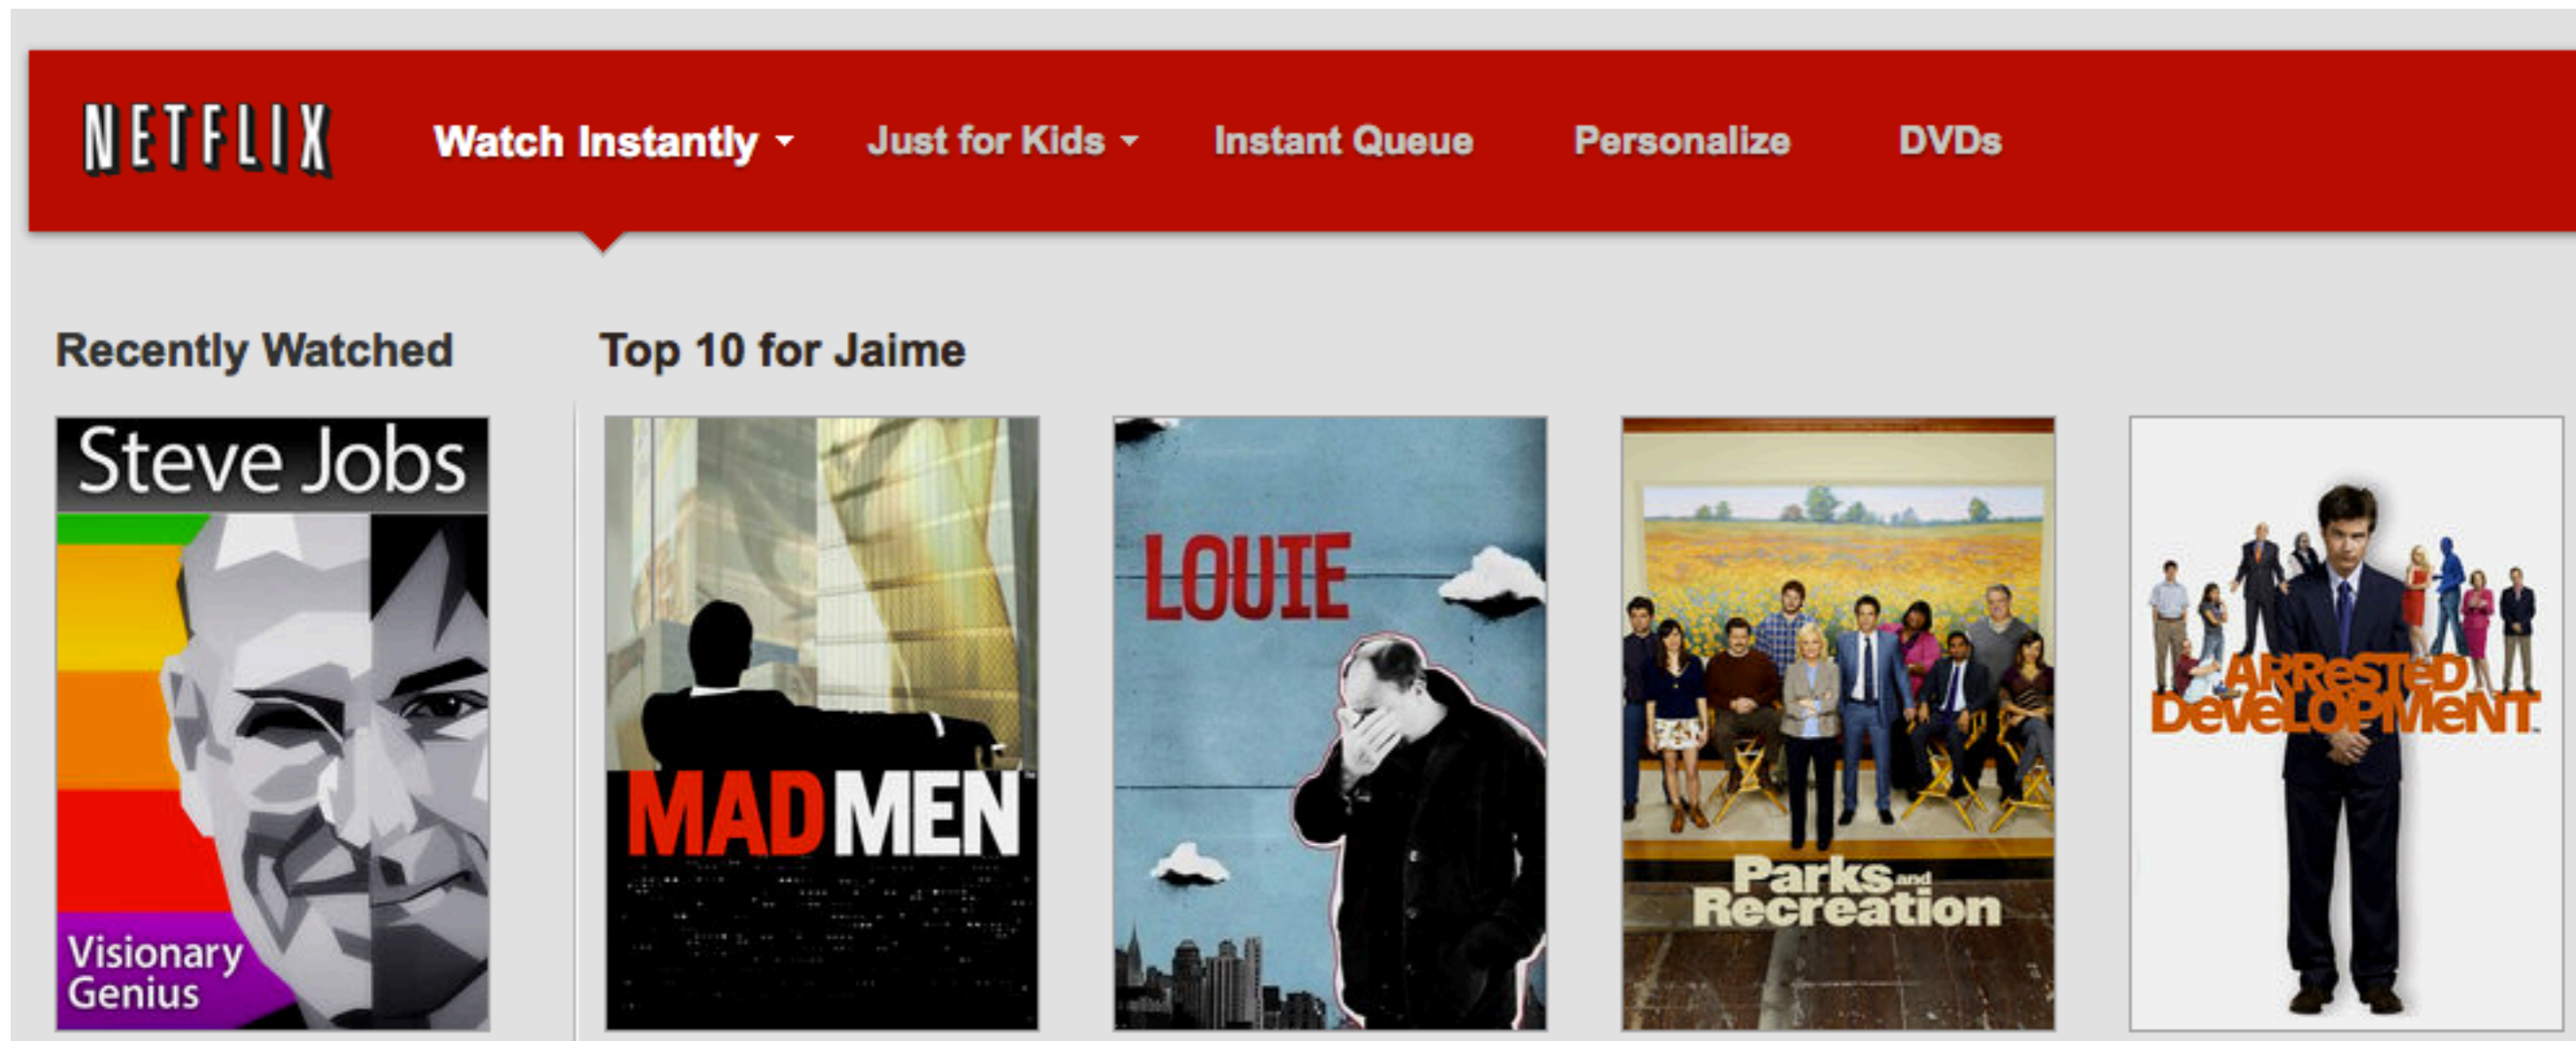 NETFLIX Watch Instantly Just for Kids Instant Queue Personalize DVDs
Recently Watched Top 10 for Jaime
Steve Jobs
Visionary
Genius
MAD MEN
LOUIE
Parks and
Recreation
ARResTeD
DeveLOPMeNT